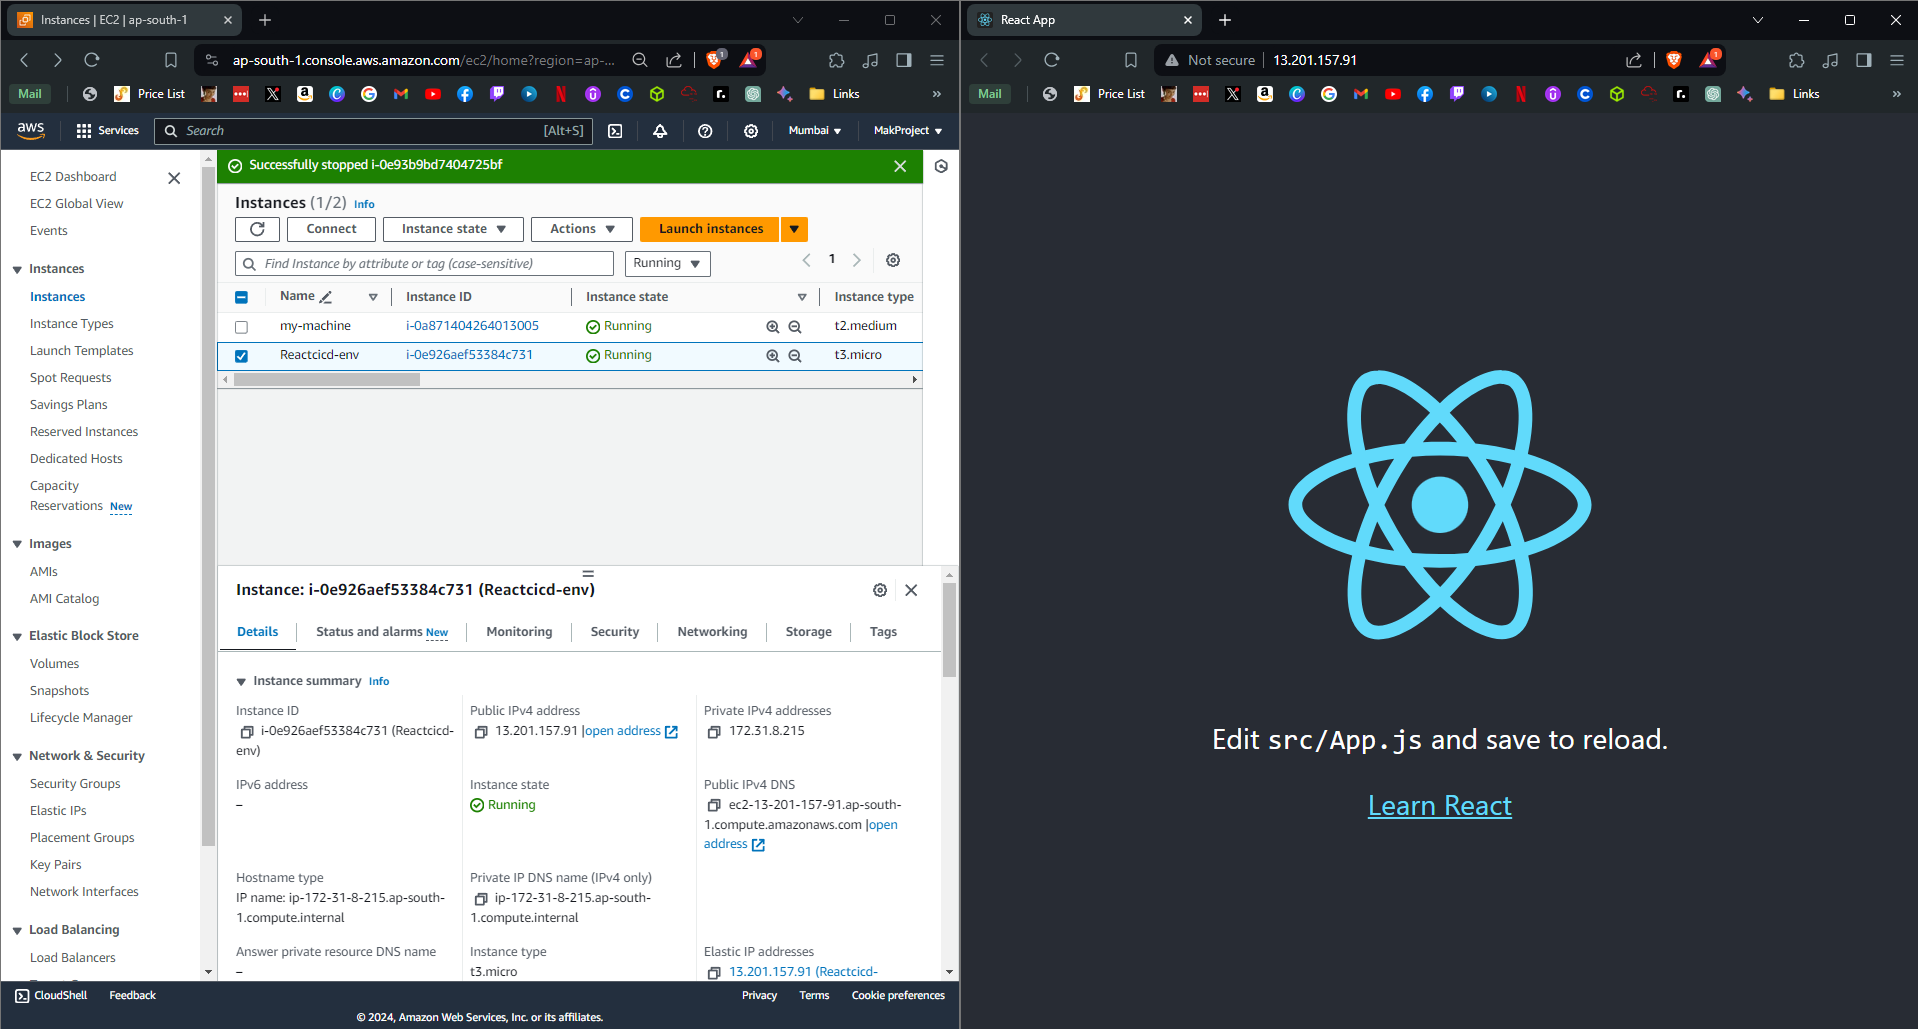 Instances | EC2 | ap-south-1
ap-south-1.console.aws.amazon.com/ec2/home?region=ap-...
1
1
Mail
Price List
Links
»
aws
Services
Search
[Alt+S]
Mumbai
MakProject
EC2 Dashboard
EC2 Global View
Events
Instances
Instances
Instance Types
Launch Templates
Spot Requests
Savings Plans
Reserved Instances
Dedicated Hosts
Capacity
Reservations New
Images
AMIs
AMI Catalog
Elastic Block Store
Volumes
Snapshots
Lifecycle Manager
Network & Security
Security Groups
Elastic IPs
Placement Groups
Key Pairs
Network Interfaces
Load Balancing
Load Balancers
Successfully stopped i-0e93b9bd7404725bf
Instances (1/2) Info
Connect
Instance state
Actions
Launch instances
Find Instance by attribute or tag (case-sensitive)
Running
1
Name Instance ID Instance state Instance type
my-machine i-0a871404264013005 Running t2.medium
Reactcicd-env i-0e926aef53384c731 Running t3.micro
Instance: i-0e926aef53384c731 (Reactcicd-env)
Details Status and alarms New Monitoring Security Networking Storage Tags
Instance summary Info
Instance ID
i-0e926aef53384c731 (Reactcicd-
env)
Public IPv4 address
13.201.157.91 |open address
Private IPv4 addresses
172.31.8.215
IPv6 address
–
Instance state
Running
Public IPv4 DNS
ec2-13-201-157-91.ap-south-
1.compute.amazonaws.com |open
address
Hostname type
IP name: ip-172-31-8-215.ap-south-
1.compute.internal
Private IP DNS name (IPv4 only)
ip-172-31-8-215.ap-south-
1.compute.internal
Answer private resource DNS name
–
Instance type
t3.micro
Elastic IP addresses
13.201.157.91 (Reactcicd-
CloudShell Feedback Privacy Terms Cookie preferences
© 2024, Amazon Web Services, Inc. or its affiliates.
React App
Not secure
13.201.157.91
1
Mail
Price List
Links
»
Edit src/App.js and save to reload.
Learn React